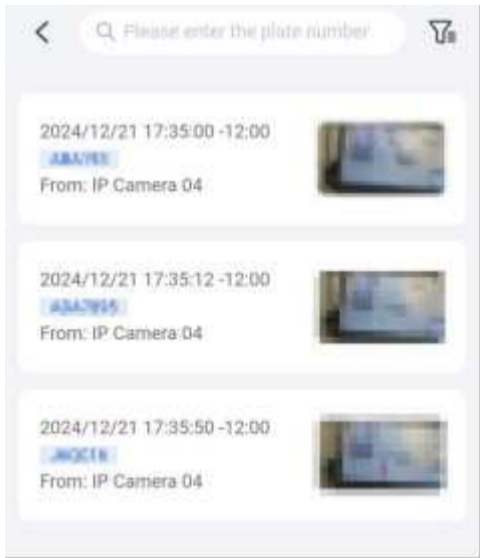 Please enter the plate number
2024/12/21 17:35:00 -12:00
From: IP Camera 04
2024/12/21 17:35:12 -12:00
From: IP Camera 04
2024/12/21 17:35:50 -12:00
From: IP Camera 04